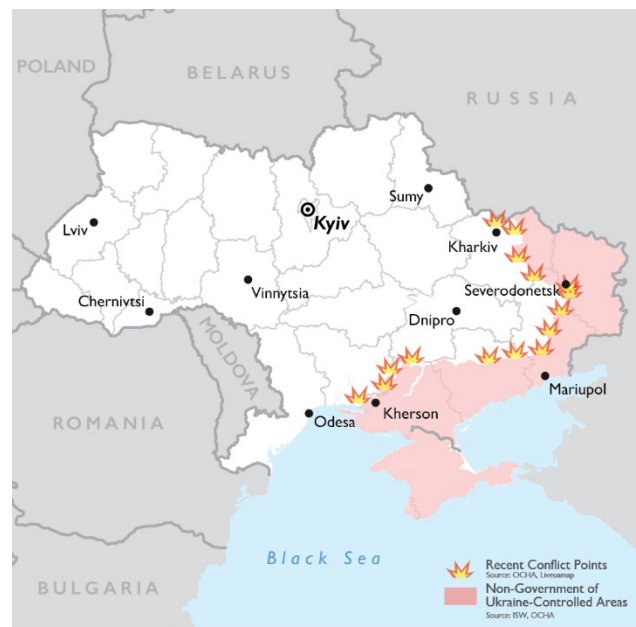 POLAND
BELARUS
RUSSIA
Sumy
Lviv
Kyiv
Kharkiv
Severodonetsk
Chernivtsi
Vinnytsia
Dnipro
MOLDOVA
Mariupol
ROMANIA
Odesa
Kherson
Black Sea
BULGARIA
Recent Conflict Points
Source: OCHA, Liveuamap
Non-Government of
Ukraine-Controlled Areas
Source: ISW, OCHA